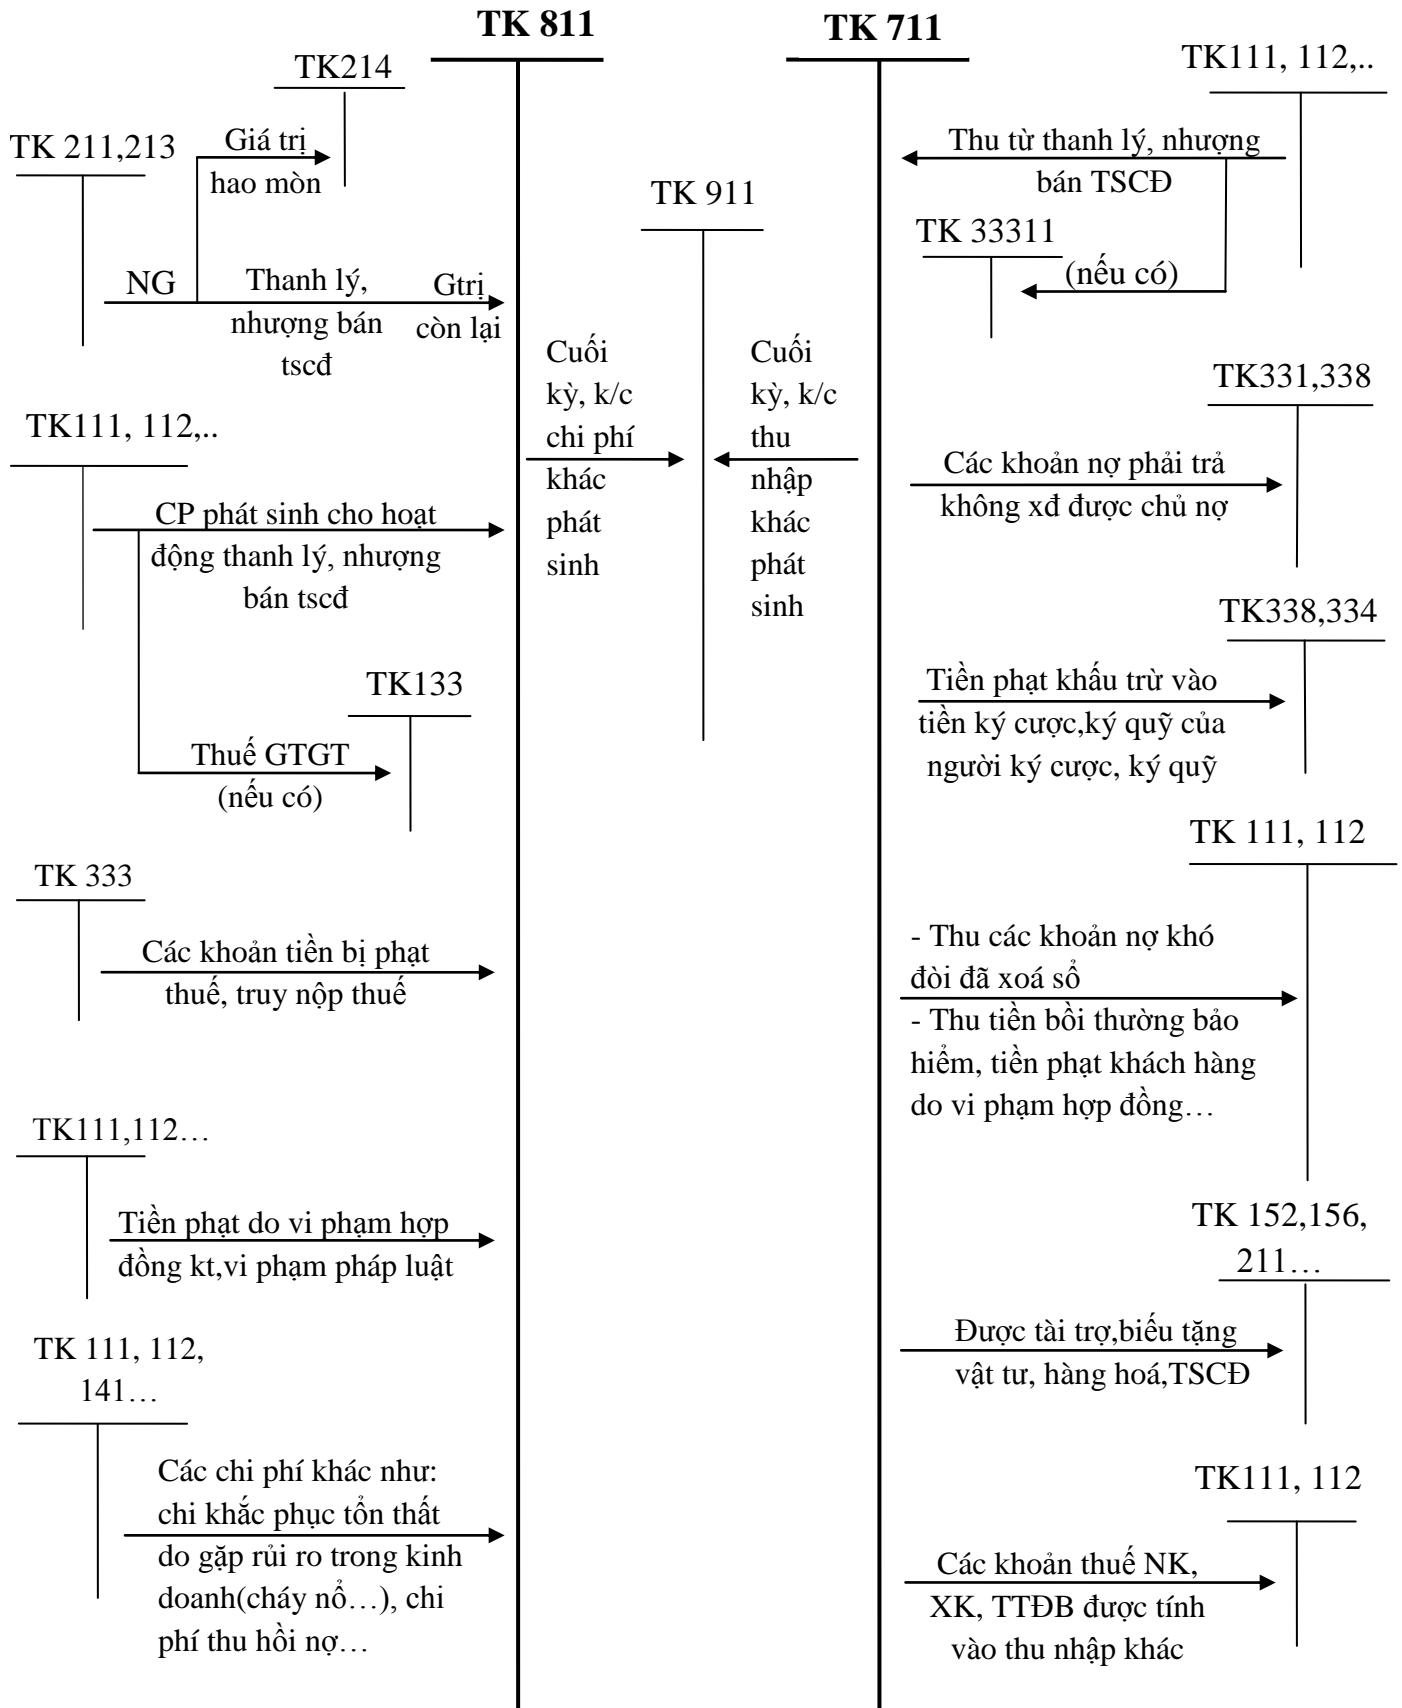 TK 811
TK 711
TK214
TK111, 112,..
TK 211,213
Giá trị
hao mòn
NG
Thanh lý,
nhượng bán
tscđ
Gtrị
còn lại
TK111, 112,..
CP phát sinh cho hoạt
động thanh lý, nhượng
bán tscđ
TK133
Thuế GTGT
(nếu có)
TK 333
Các khoản tiền bị phạt
thuế, truy nộp thuế
TK111,112…
Tiền phạt do vi phạm hợp
đồng kt,vi phạm pháp luật
TK 111, 112,
141…
Các chi phí khác như:
chi khắc phục tổn thất
do gặp rủi ro trong kinh
doanh(cháy nổ…), chi
phí thu hồi nợ…
TK 911
Cuối
kỳ, k/c
chi phí
khác
phát
sinh
Cuối
kỳ, k/c
thu
nhập
khác
phát
sinh
Thu từ thanh lý, nhượng
bán TSCĐ
TK 33311
(nếu có)
TK331,338
Các khoản nợ phải trả
không xđ được chủ nợ
TK338,334
Tiền phạt khấu trừ vào
tiền ký cược,ký quỹ của
người ký cược, ký quỹ
TK 111, 112
- Thu các khoản nợ khó
đòi đã xoá sổ
- Thu tiền bồi thường bảo
hiểm, tiền phạt khách hàng
do vi phạm hợp đồng…
TK 152,156,
211…
Được tài trợ,biếu tặng
vật tư, hàng hoá,TSCĐ
TK111, 112
Các khoản thuế NK,
XK, TTĐB được tính
vào thu nhập khác